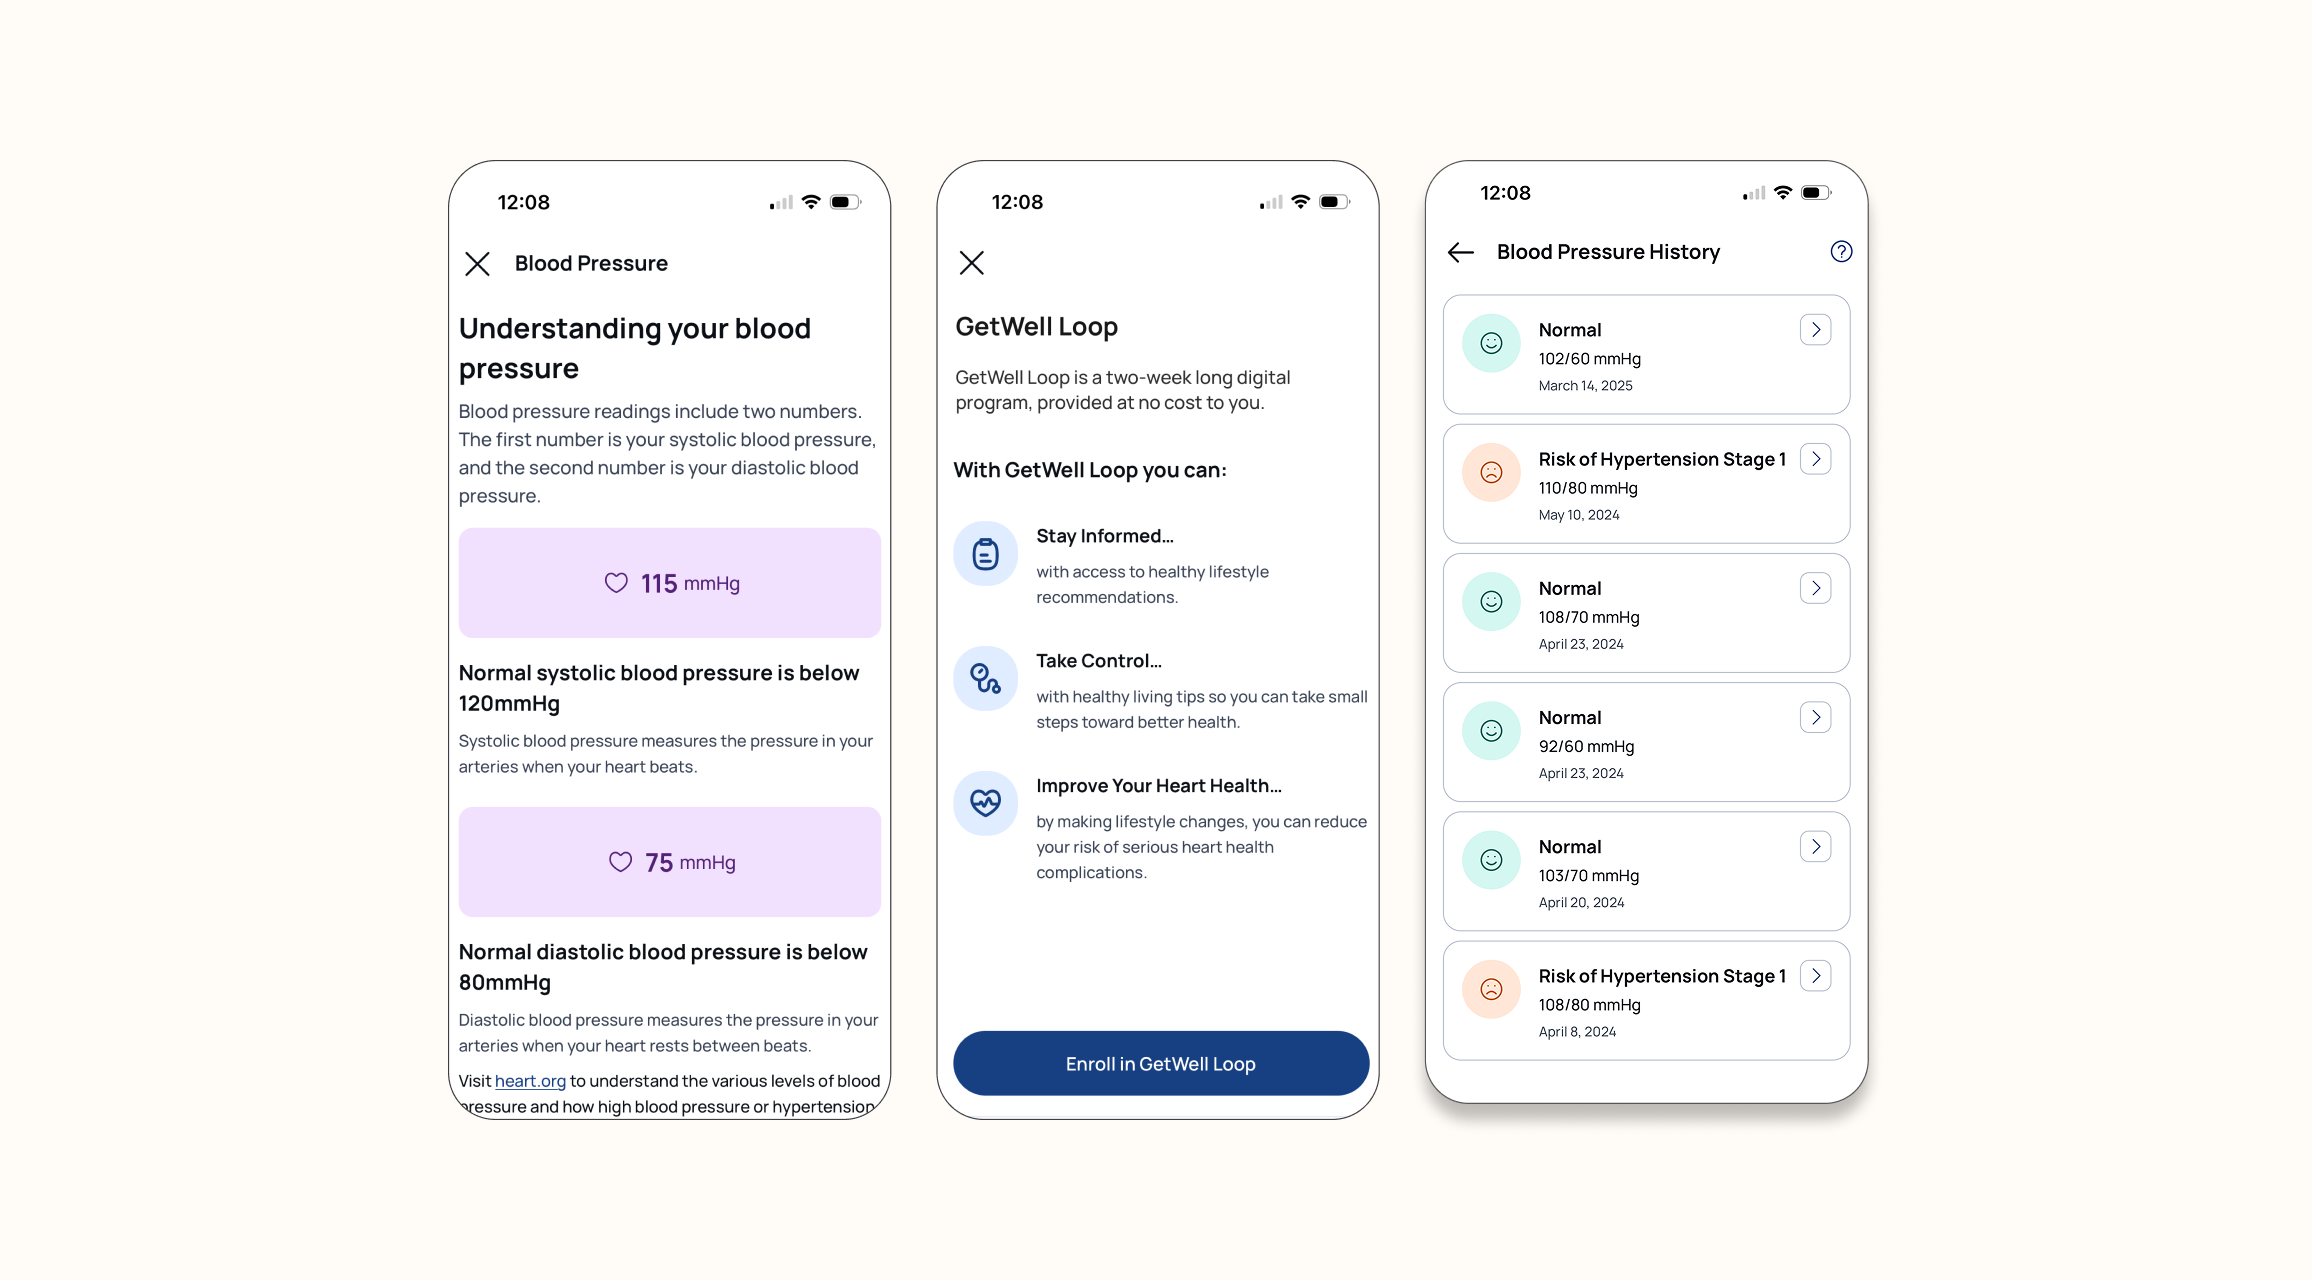 12:08
Blood Pressure
Understanding your blood
pressure
Blood pressure readings include two numbers.
The first number is your systolic blood pressure,
and the second number is your diastolic blood
pressure.
115 mmHg
Normal systolic blood pressure is below
120mmHg
Systolic blood pressure measures the pressure in your
arteries when your heart beats.
75 mmHg
Normal diastolic blood pressure is below
80mmHg
Diastolic blood pressure measures the pressure in your
arteries when your heart rests between beats.
Visit heart.org to understand the various levels of blood
pressure and how high blood pressure or hypertension
12:08
GetWell Loop
GetWell Loop is a two-week long digital
program, provided at no cost to you.
With GetWell Loop you can:
Stay Informed...
with access to healthy lifestyle
recommendations.
Take Control...
with healthy living tips so you can take small
steps toward better health.
Improve Your Heart Health...
by making lifestyle changes, you can reduce
your risk of serious heart health
complications.
Enroll in GetWell Loop
12:08
Blood Pressure History
?
Normal
102/60 mmHg
March 14, 2025
Risk of Hypertension Stage 1
110/80 mmHg
May 10, 2024
Normal
108/70 mmHg
April 23, 2024
Normal
92/60 mmHg
April 23, 2024
Normal
103/70 mmHg
April 20, 2024
Risk of Hypertension Stage 1
108/80 mmHg
April 8, 2024